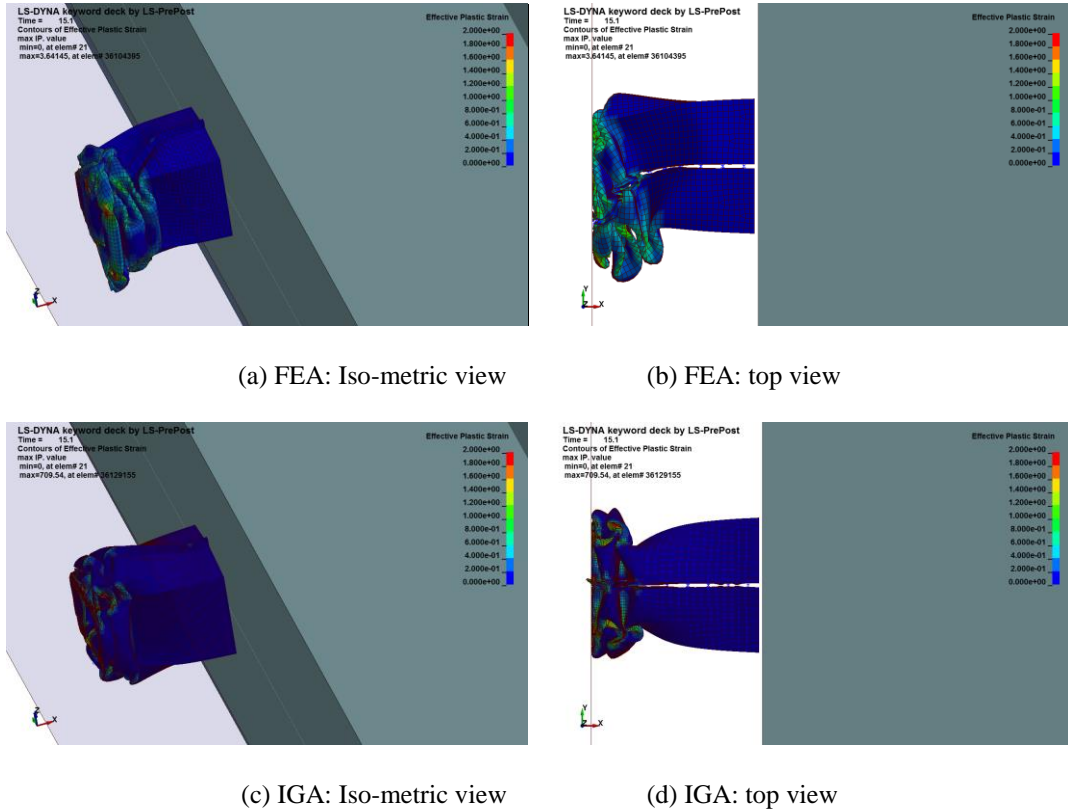 LS-DYNA keyword deck by LS-PrePost
Time = 15.1
Contours of Effective Plastic Strain
max IP. value
min=0, at elem# 21
max=3.64145, at elem# 36104395
Effective Plastic Strain
2.000e+00
1.800e+00
1.600e+00
1.400e+00
1.200e+00
1.000e+00
8.000e-01
6.000e-01
4.000e-01
2.000e-01
0.000e+00
Z
X
LS-DYNA keyword deck by LS-PrePost
Time = 15.1
Contours of Effective Plastic Strain
max IP. value
min=0, at elem# 21
max=3.64145, at elem# 36104395
Effective Plastic Strain
2.000e+00
1.800e+00
1.600e+00
1.400e+00
1.200e+00
1.000e+00
8.000e-01
6.000e-01
4.000e-01
2.000e-01
0.000e+00
Y
Z X
(a) FEA: Iso-metric view
(b) FEA: top view
LS-DYNA keyword deck by LS-PrePost
Time = 15.1
Contours of Effective Plastic Strain
max IP. value
min=0, at elem# 21
max=709.54, at elem# 36129155
Effective Plastic Strain
2.000e+00
1.800e+00
1.600e+00
1.400e+00
1.200e+00
1.000e+00
8.000e-01
6.000e-01
4.000e-01
2.000e-01
0.000e+00
Z
X
LS-DYNA keyword deck by LS-PrePost
Time = 15.1
Contours of Effective Plastic Strain
max IP. value
min=0, at elem# 21
max=709.54, at elem# 36129155
Effective Plastic Strain
2.000e+00
1.800e+00
1.600e+00
1.400e+00
1.200e+00
1.000e+00
8.000e-01
6.000e-01
4.000e-01
2.000e-01
0.000e+00
Y
Z X
(c) IGA: Iso-metric view
(d) IGA: top view